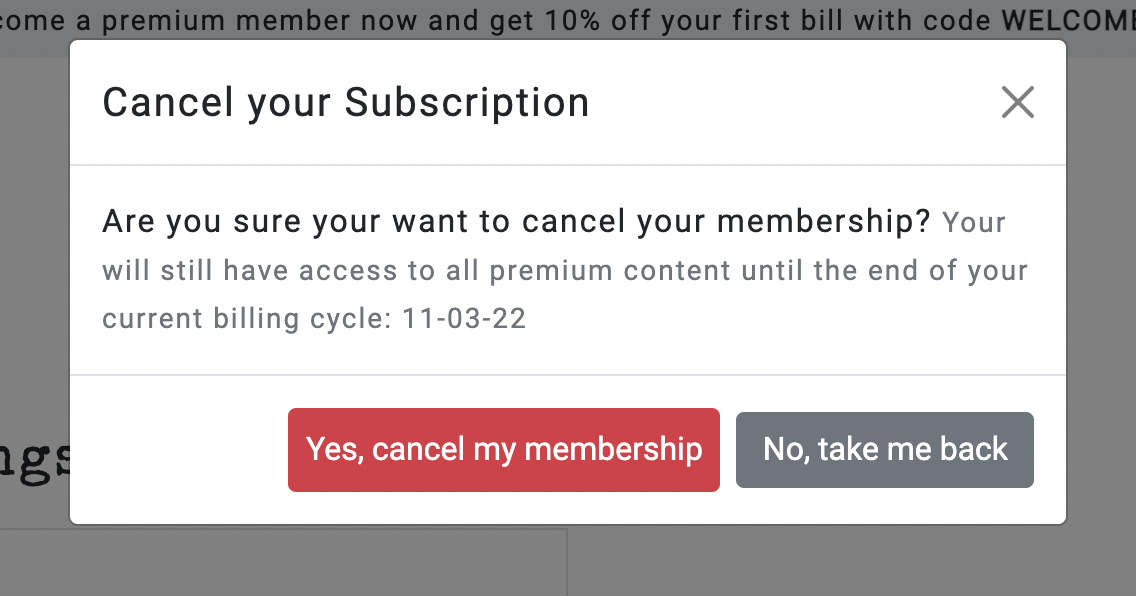 ome a premium member now and get 10% off your first bill with code WELCOME
Cancel your Subscription
Are you sure your want to cancel your membership? Your
will still have access to all premium content until the end of your
current billing cycle: 11-03-22
ngs
Yes, cancel my membership No, take me back